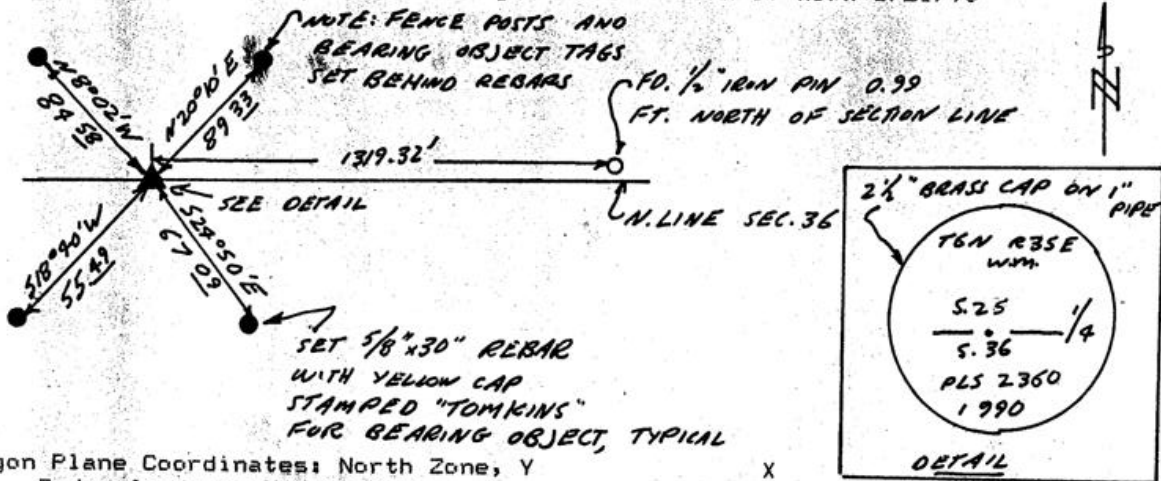 NOTE: FENCE POSTS AND
BEARING OBJECT TAGS
SET BEHIND REBARS
N8°02'W
84 58
N20°10'E
89 33
FD. 1/2" IRON PIN 0.99
FT. NORTH OF SECTION LINE
N
1319.32'
SEE DETAIL
N. LINE SEC. 36
S18°40'W
55 49
S24°50'E
67 09
SET 5/8"x30" REBAR
WITH YELLOW CAP
STAMPED "TOMKINS"
FOR BEARING OBJECT, TYPICAL
2 1/2" BRASS CAP ON 1"
PIPE
T6N R35E
W.M.
S.25
1/4
S.36
PLS 2360
1990
DETAIL
gon Plane Coordinates: North Zone, Y X